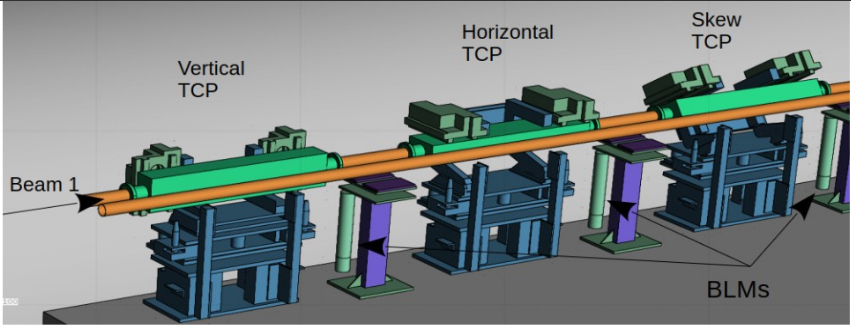 Vertical
TCP
Horizontal
TCP
Skew
TCP
Beam 1
BLMs